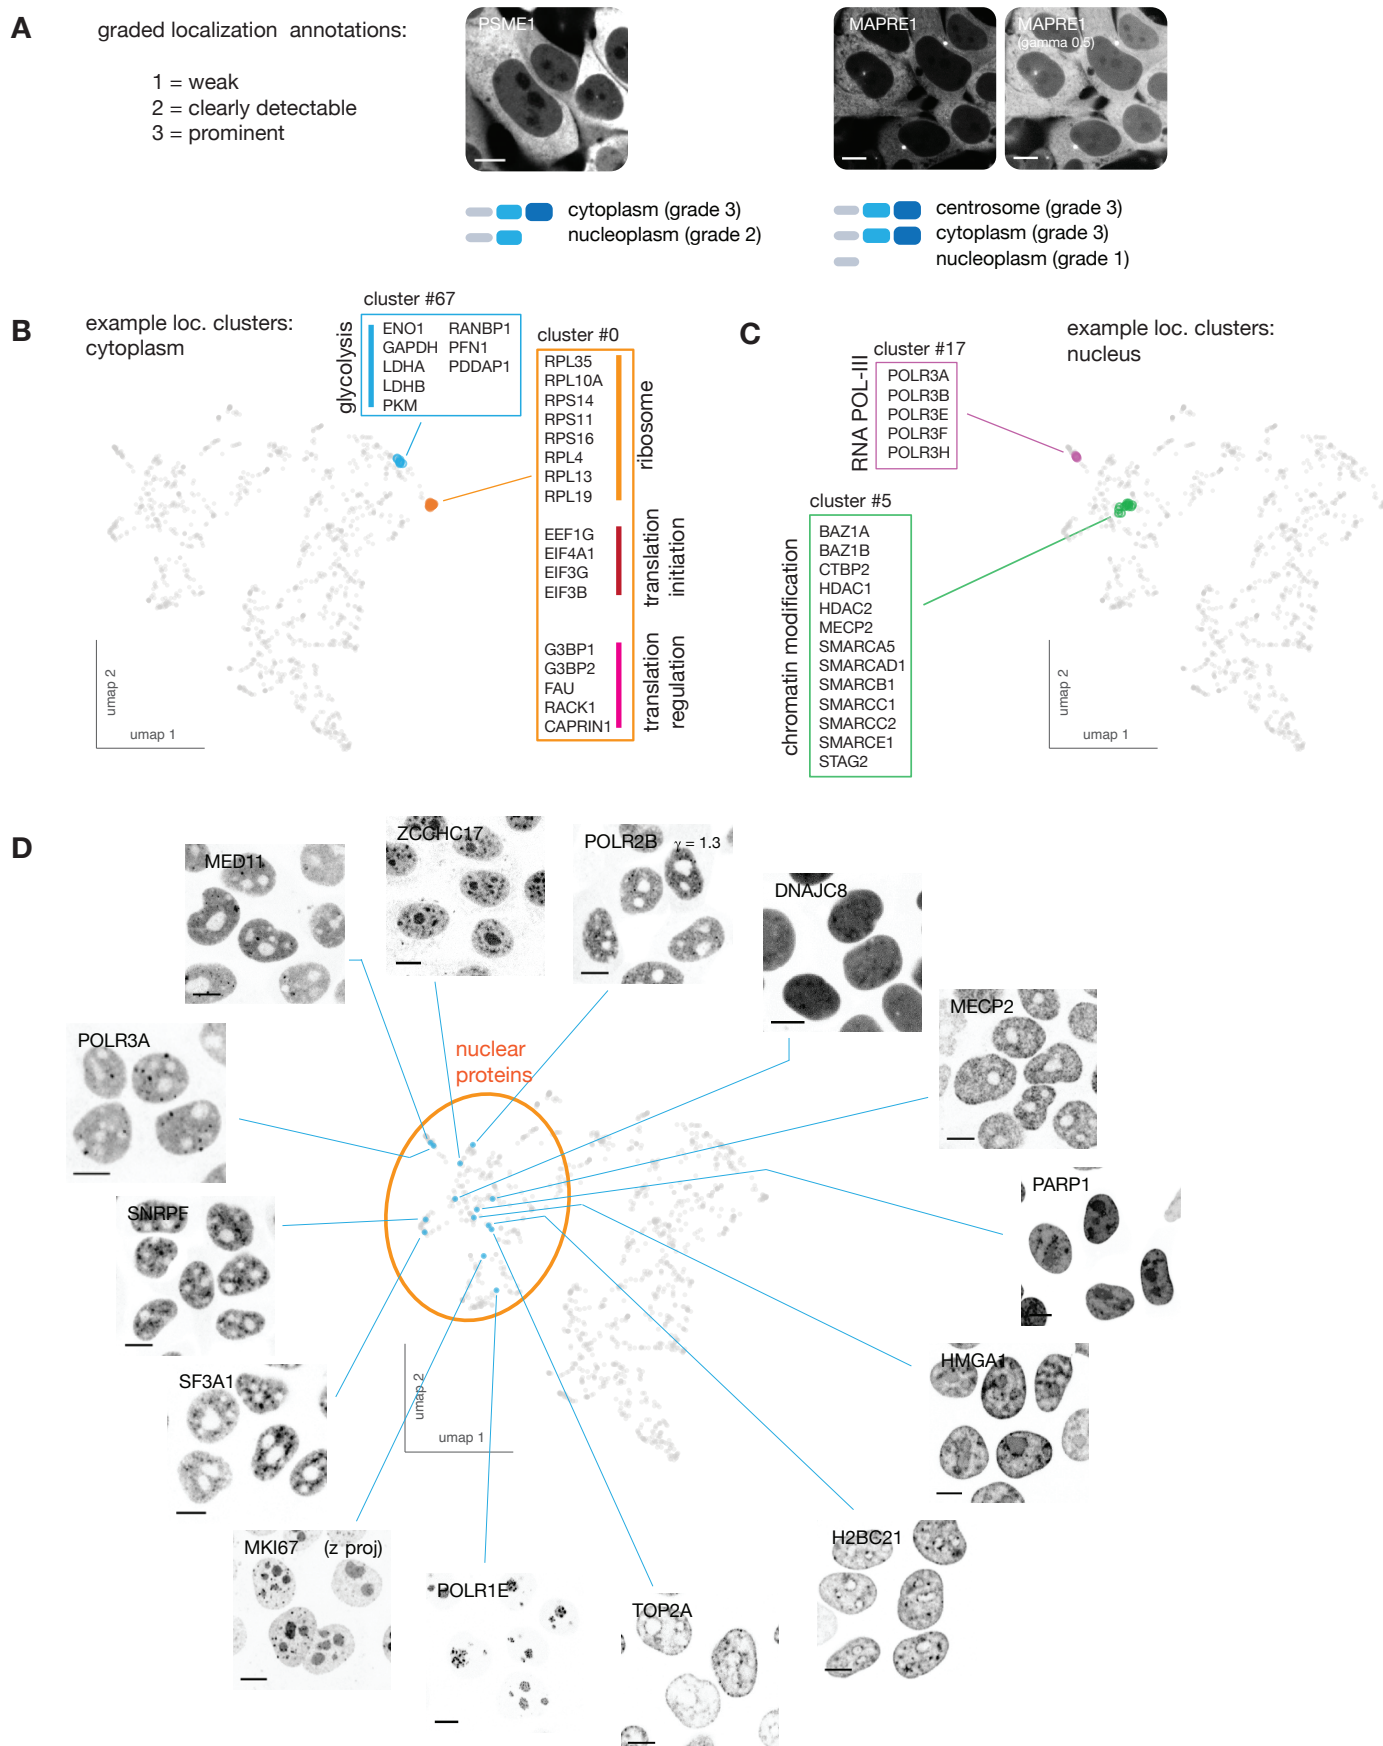 A
graded localization annotations:
1 = weak
2 = clearly detectable
3 = prominent
PSME1
cytoplasm (grade 3)
nucleoplasm (grade 2)
MAPRE1
MAPRE1
(gamma 0.5)
centrosome (grade 3)
cytoplasm (grade 3)
nucleoplasm (grade 1)
B
example loc. clusters:
cytoplasm
cluster #67
glycolysis
ENO1 RANBP1
GAPDH PFN1
LDHA PDDAP1
LDHB
PKM
cluster #0
RPL35
RPL10A
RPS14
RPS11
RPS16
RPL4
RPL13
RPL19
ribosome
EEF1G
EIF4A1
EIF3G
EIF3B
translation
initiation
G3BP1
G3BP2
FAU
RACK1
CAPRIN1
translation
regulation
umap 2
umap 1
C
example loc. clusters:
nucleus
cluster #17
RNA POL-III
POLR3A
POLR3B
POLR3E
POLR3F
POLR3H
cluster #5
chromatin modification
BAZ1A
BAZ1B
CTBP2
HDAC1
HDAC2
MECP2
SMARCA5
SMARCAD1
SMARCB1
SMARCC1
SMARCC2
SMARCE1
STAG2
umap 2
umap 1
D
MED11
ZCCHC17
POLR2B γ = 1.3
DNAJC8
MECP2
POLR3A
nuclear
proteins
PARP1
SNRPF
HMGA1
SF3A1
umap 2
umap 1
H2BC21
MKI67 (z proj)
POLR1E
TOP2A